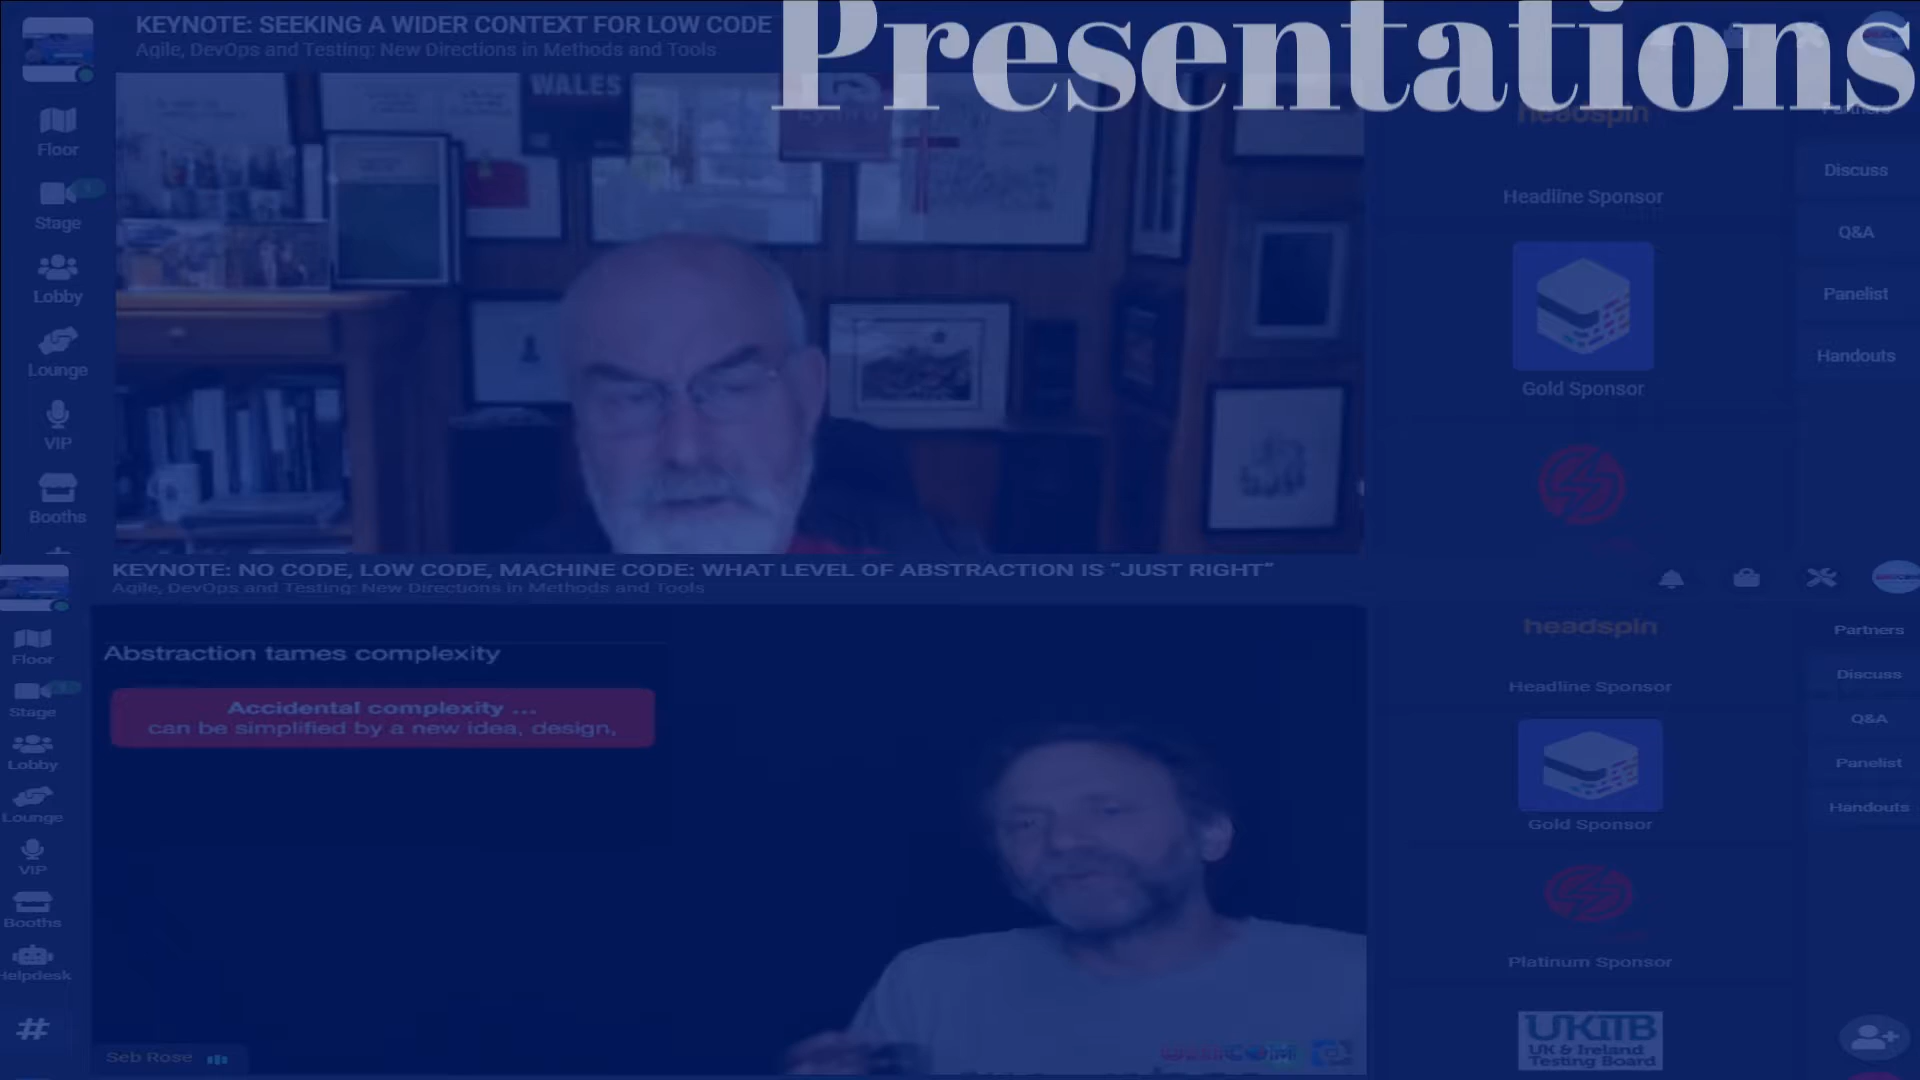 Presentations
KEYNOTE: SEEKING A WIDER CONTEXT FOR LOW CODE
Agile, DevOps and Testing: New Directions in Methods and Tools
WALES
Floor
Stage
Lobby
Lounge
VIP
Booths
headspin
Headline Sponsor
Gold Sponsor
Partners
Discuss
Q&A
Panelist
Handouts
KEYNOTE: NO CODE, LOW CODE, MACHINE CODE: WHAT LEVEL OF ABSTRACTION IS “JUST RIGHT”
Agile, DevOps and Testing: New Directions in Methods and Tools
Floor
Stage
Lobby
Lounge
VIP
Booths
Helpdesk
#
Abstraction tames complexity
Accidental complexity ...
can be simplified by a new idea, design,
Seb Rose
UNICOM
headspin
Headline Sponsor
Gold Sponsor
Platinum Sponsor
UKITB
UK & Ireland
Testing Board
Partners
Discuss
Q&A
Panelist
Handouts